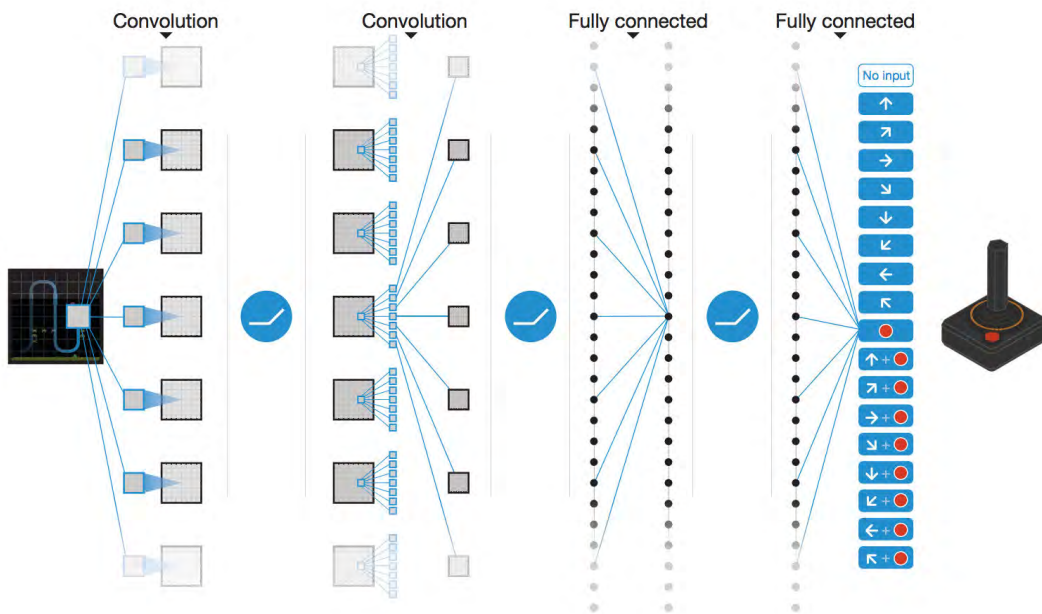 Convolution
Convolution
Fully connected
Fully connected
No input
+
+
+
+
+
+
+
+